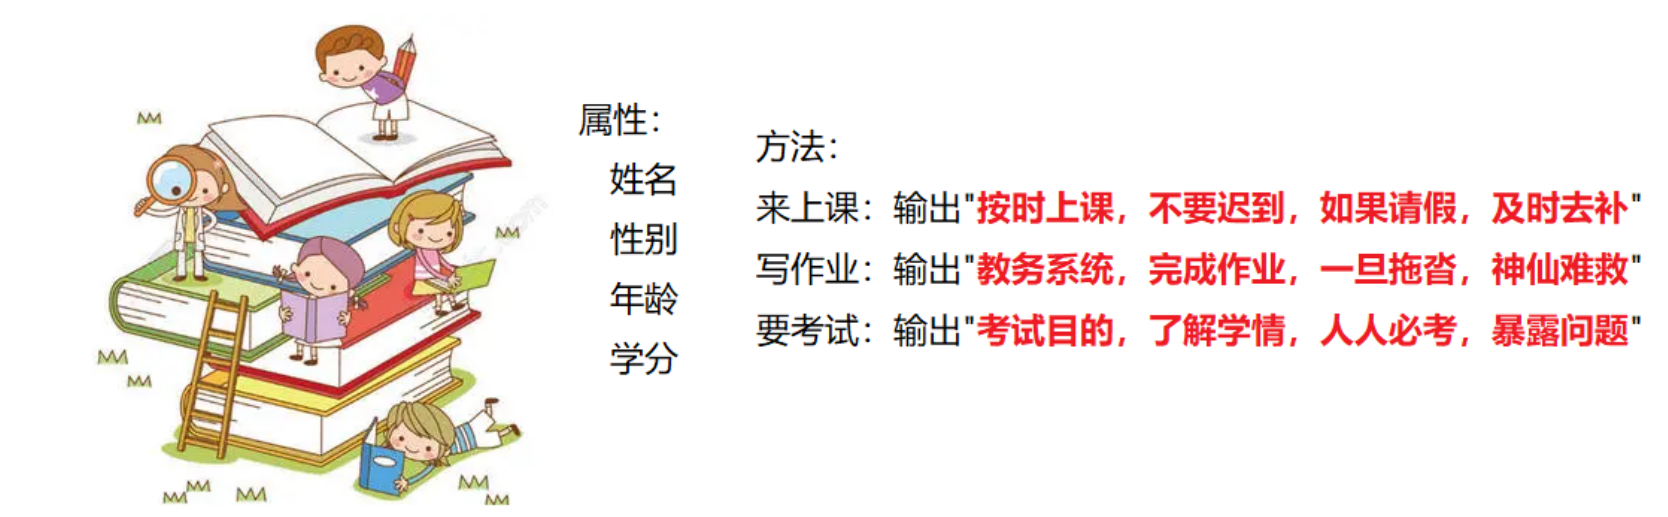 属性：
姓名
性别
年龄
学分
方法：
来上课：输出"按时上课，不要迟到，如果请假，及时去补"
写作业：输出"教务系统，完成作业，一旦拖沓，神仙难救"
要考试：输出"考试目的，了解学情，人人必考，暴露问题"